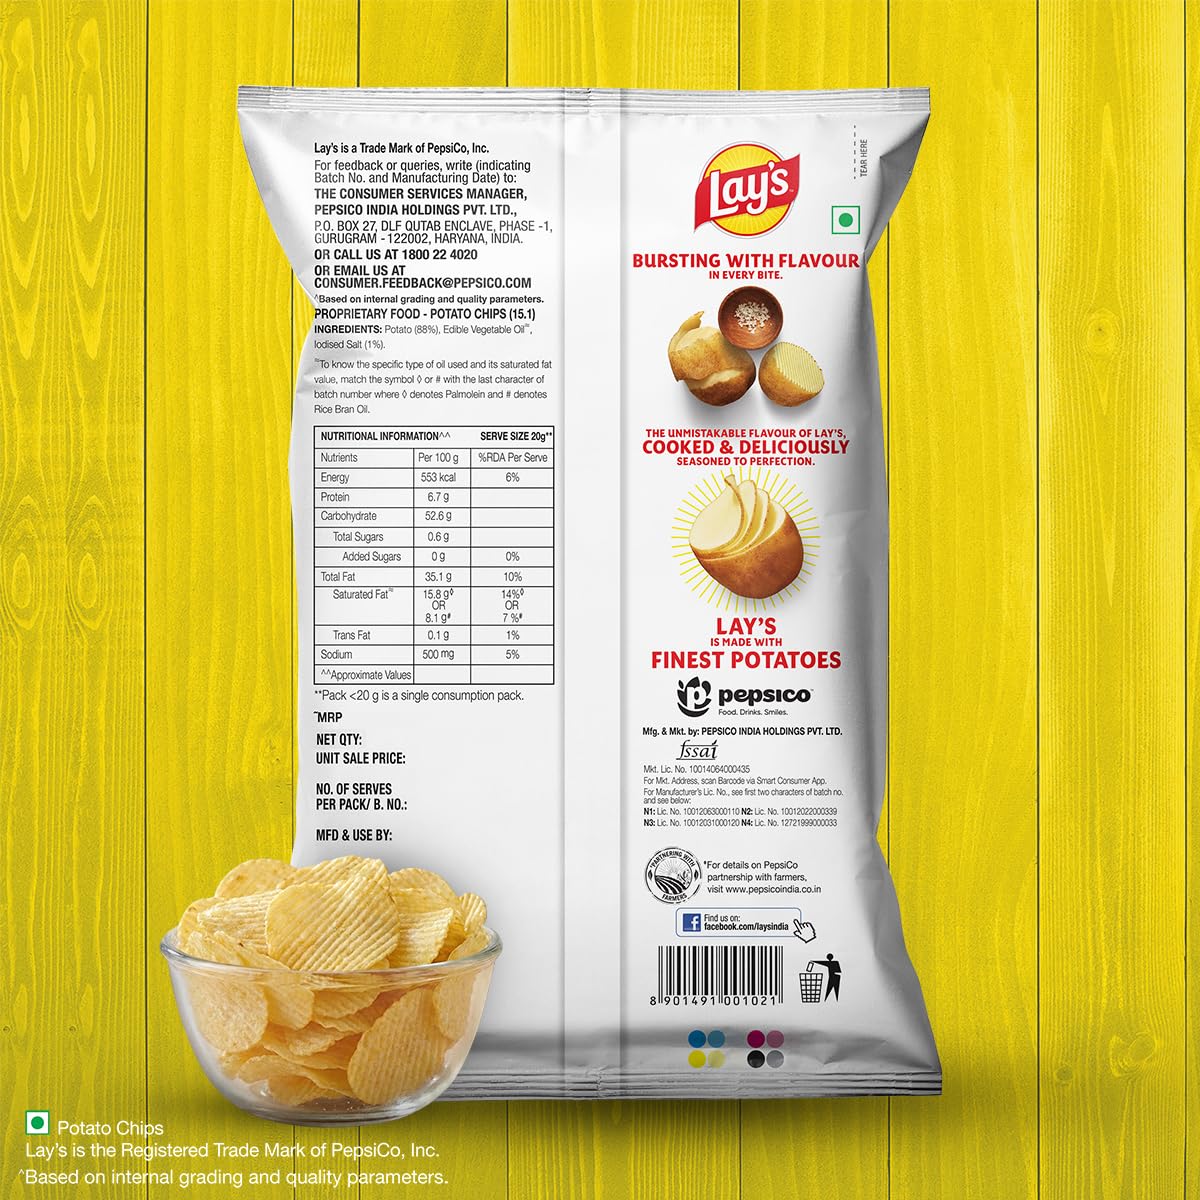 Lay's is a Trade Mark of PepsiCo, Inc.
For feedback or queries, write (indicating
Batch No. and Manufacturing Date) to:
THE CONSUMER SERVICES MANAGER,
PEPSICO INDIA HOLDINGS PVT. LTD.,
P.O. BOX 27, DLF QUTAB ENCLAVE, PHASE -1,
GURUGRAM - 122002, HARYANA, INDIA.
OR CALL US AT 1800 22 4020
OR EMAIL US AT
CONSUMER.FEEDBACK@PEPSICO.COM
^Based on internal grading and quality parameters.
PROPRIETARY FOOD - POTATO CHIPS (15.1)
INGREDIENTS: Potato (88%), Edible Vegetable Oil≈,
Iodised Salt (1%).
≈To know the specific type of oil used and its saturated fat
value, match the symbol ◊ or # with the last character of
batch number where ◊ denotes Palmolein and # denotes
Rice Bran Oil.
NUTRITIONAL INFORMATION^^ SERVE SIZE 20g**
Nutrients Per 100 g %RDA Per Serve
Energy 553 kcal 6%
Protein 6.7 g
Carbohydrate 52.6 g
Total Sugars 0.6 g
Added Sugars 0 g 0%
Total Fat 35.1 g 10%
Saturated Fat≈ 15.8 g◊ 14%◊
OR OR
8.1 g# 7 %#
Trans Fat 0.1 g 1%
Sodium 500 mg 5%
^^Approximate Values
**Pack <20 g is a single consumption pack.
~MRP
NET QTY:
UNIT SALE PRICE:
NO. OF SERVES
PER PACK/ B. NO.:
MFD & USE BY:
TEAR HERE
Lay's
BURSTING WITH FLAVOUR
IN EVERY BITE.
THE UNMISTAKABLE FLAVOUR OF LAY'S,
COOKED & DELICIOUSLY
SEASONED TO PERFECTION.
LAY'S
IS MADE WITH
FINEST POTATOES
pepsico
Food. Drinks. Smiles.
Mfg. & Mkt. by: PEPSICO INDIA HOLDINGS PVT. LTD.
fssai
Mkt. Lic. No. 10014064000435
For Mkt. Address, scan Barcode via Smart Consumer App.
For Manufacturer's Lic. No., see first two characters of batch no.
and see below:
N1: Lic. No. 10012063000110 N2: Lic. No. 10012022000339
N3: Lic. No. 10012031000120 N4: Lic. No. 12721999000033
*PARTNERING WITH
FARMERS
*For details on PepsiCo
partnership with farmers,
visit www.pepsicoindia.co.in
f Find us on:
facebook.com/laysindia
8 901491 001021
Potato Chips
Lay's is the Registered Trade Mark of PepsiCo, Inc.
^Based on internal grading and quality parameters.